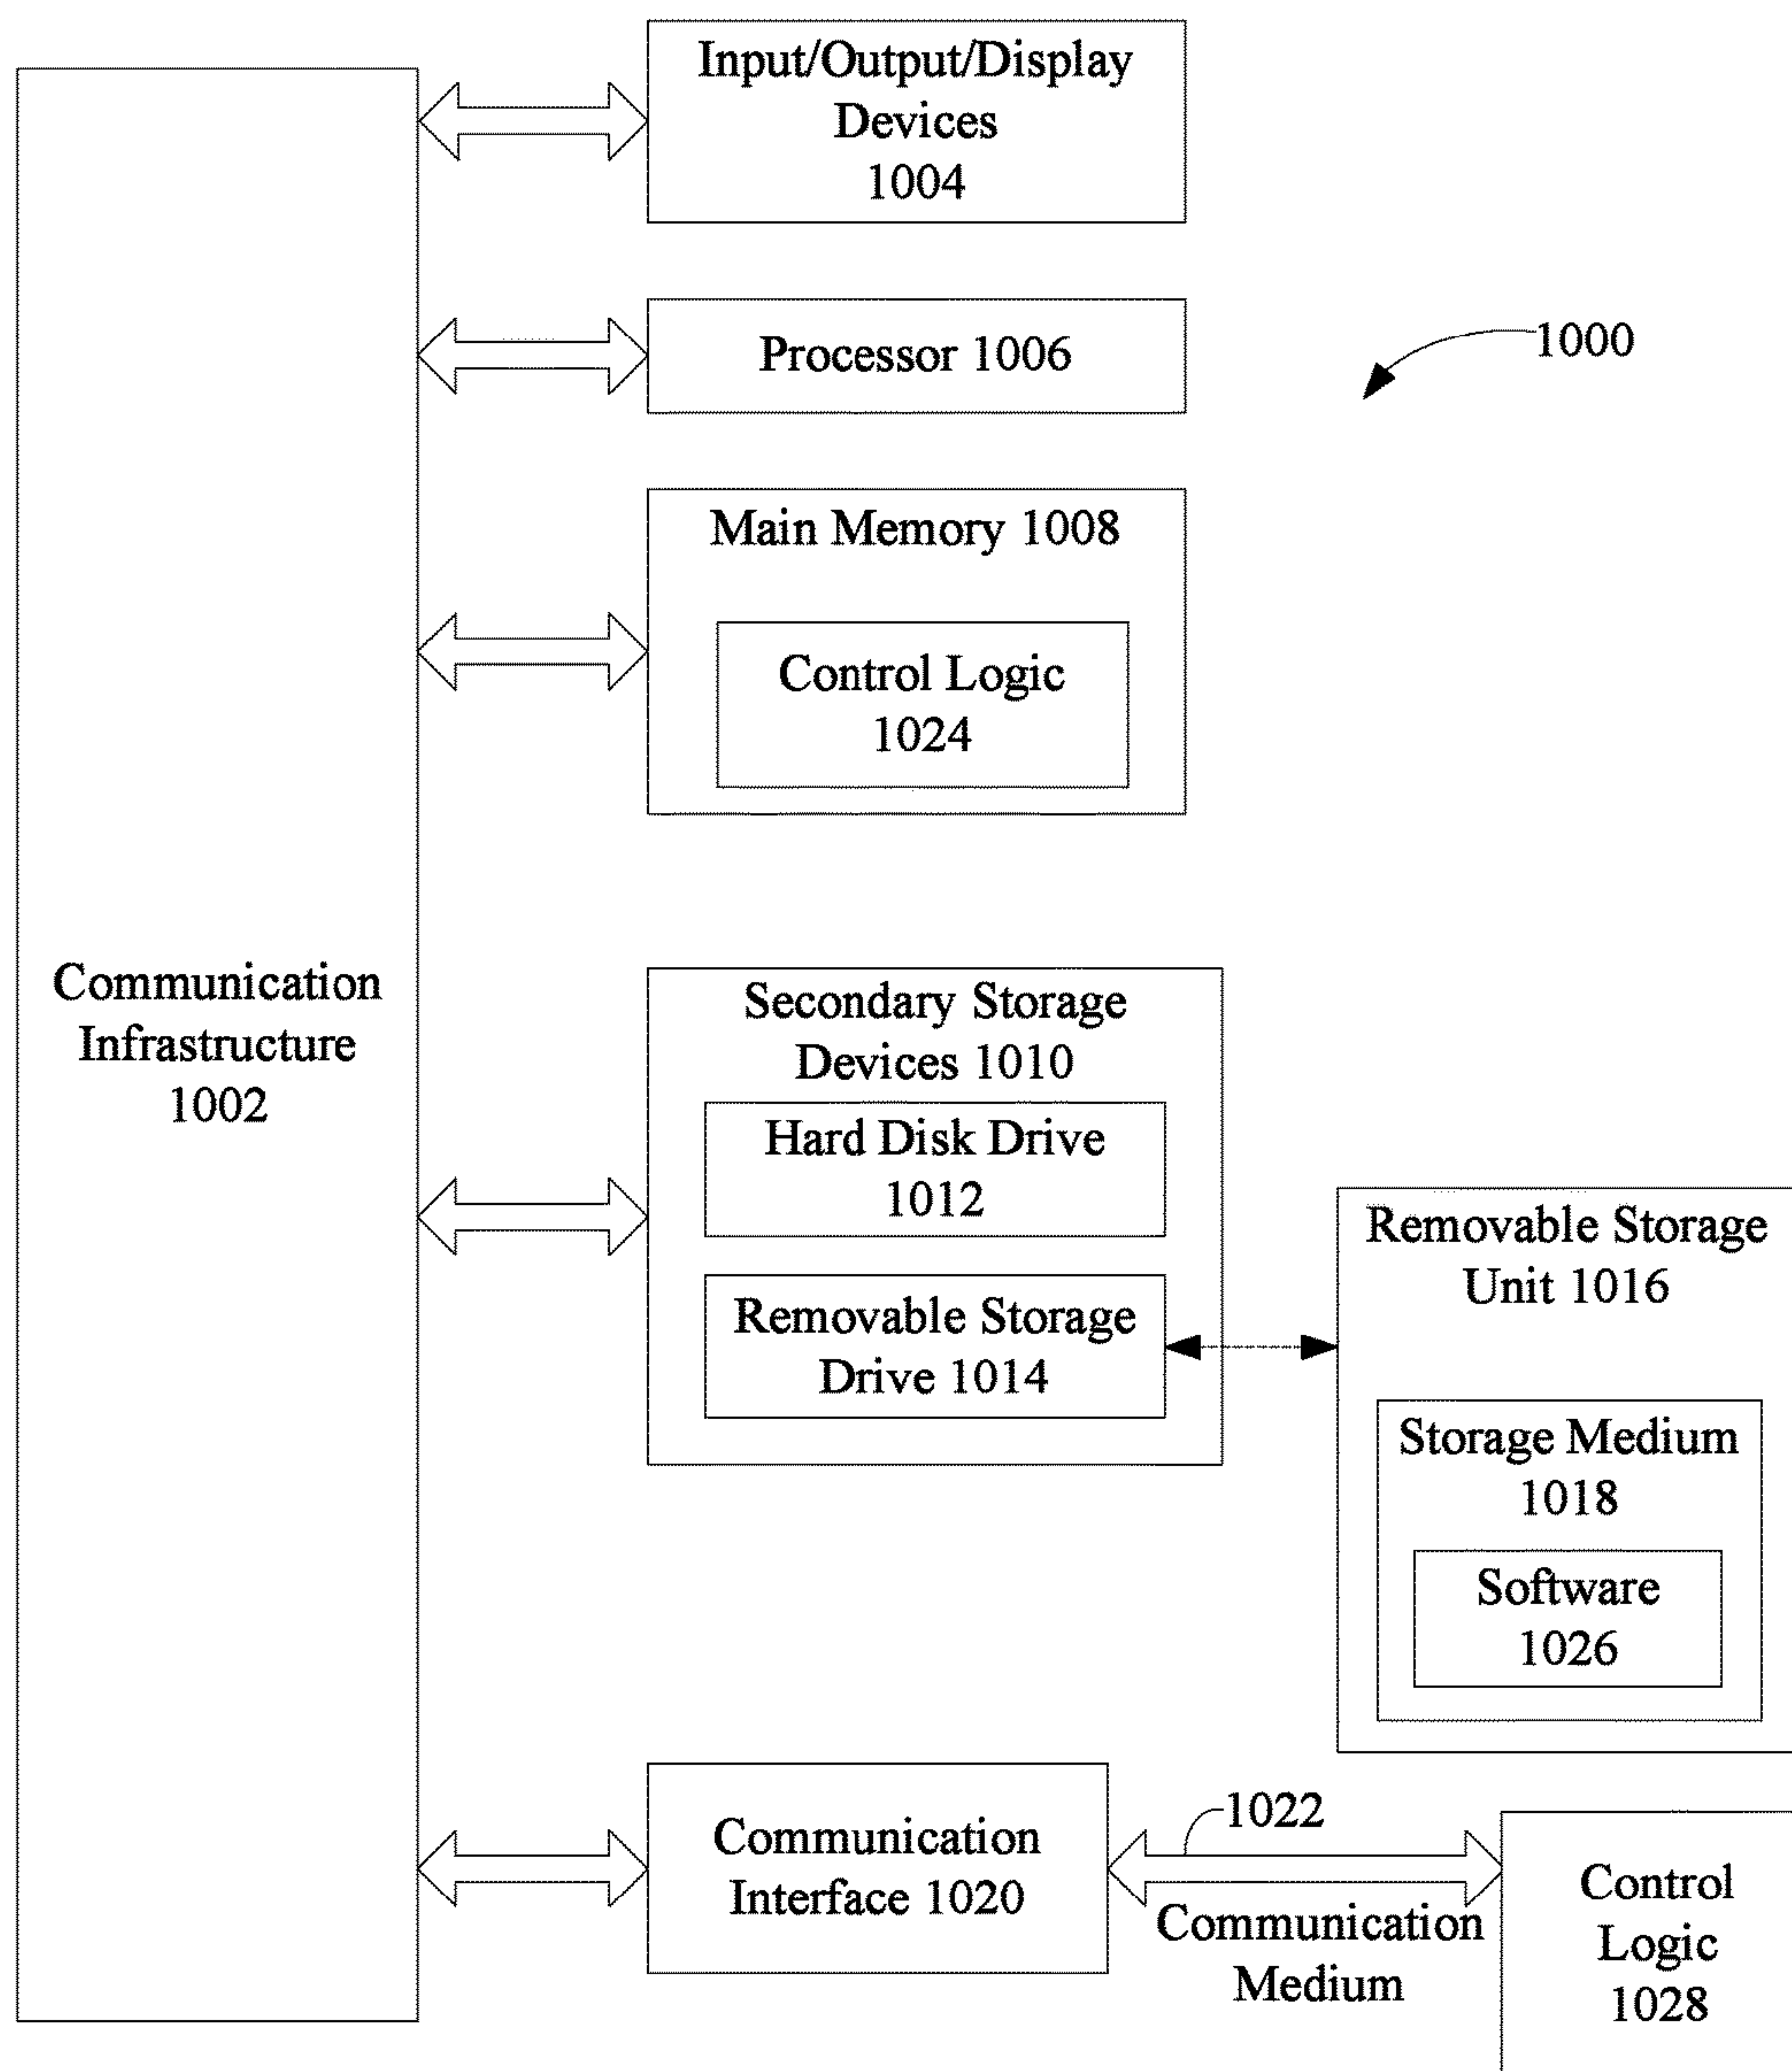 Input/Output/Display
Devices
1004
Processor 1006
1000
Main Memory 1008
Control Logic
1024
Communication
Infrastructure
1002
Secondary Storage
Devices 1010
Hard Disk Drive
1012
Removable Storage
Drive 1014
Removable Storage
Unit 1016
Storage Medium
1018
Software
1026
Communication
Interface 1020
1022
Communication
Medium
Control
Logic
1028